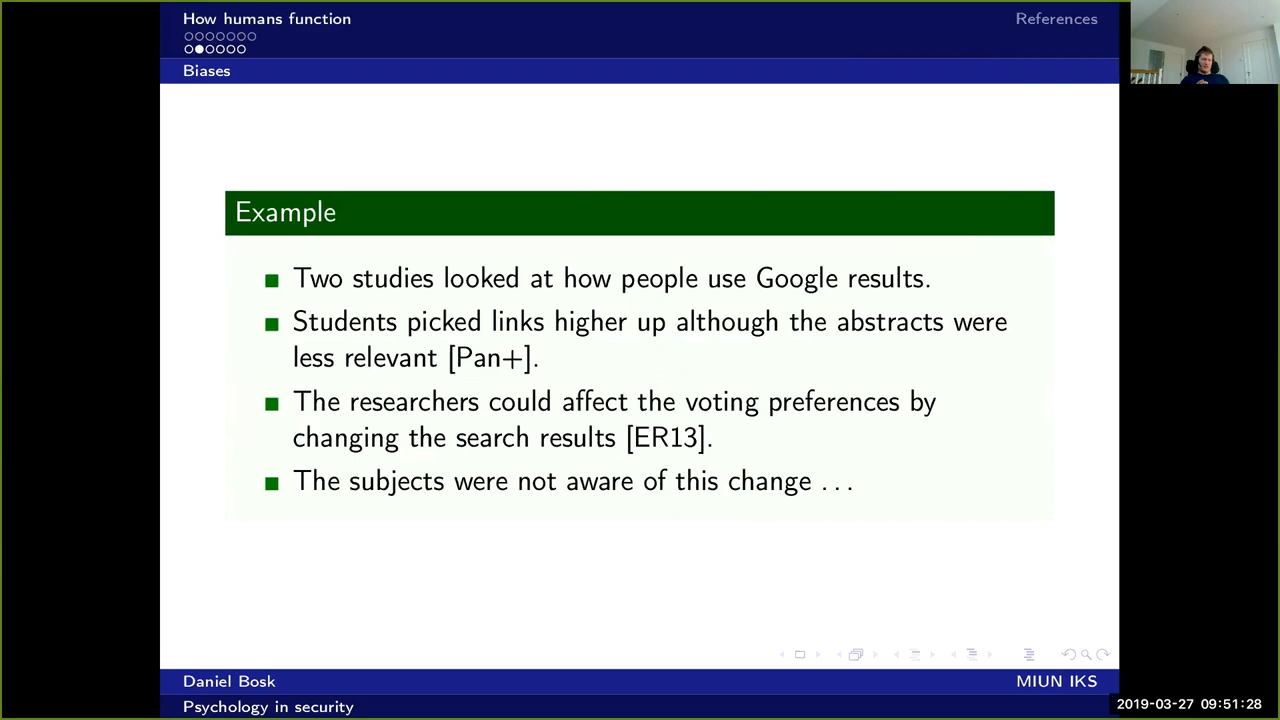 How humans function
References
Biases
Example
Two studies looked at how people use Google results.
Students picked links higher up although the abstracts were
less relevant [Pan+].
The researchers could affect the voting preferences by
changing the search results [ER13].
The subjects were not aware of this change . . .
Daniel Bosk
MIUN IKS
Psychology in security
2019-03-27 09:51:28